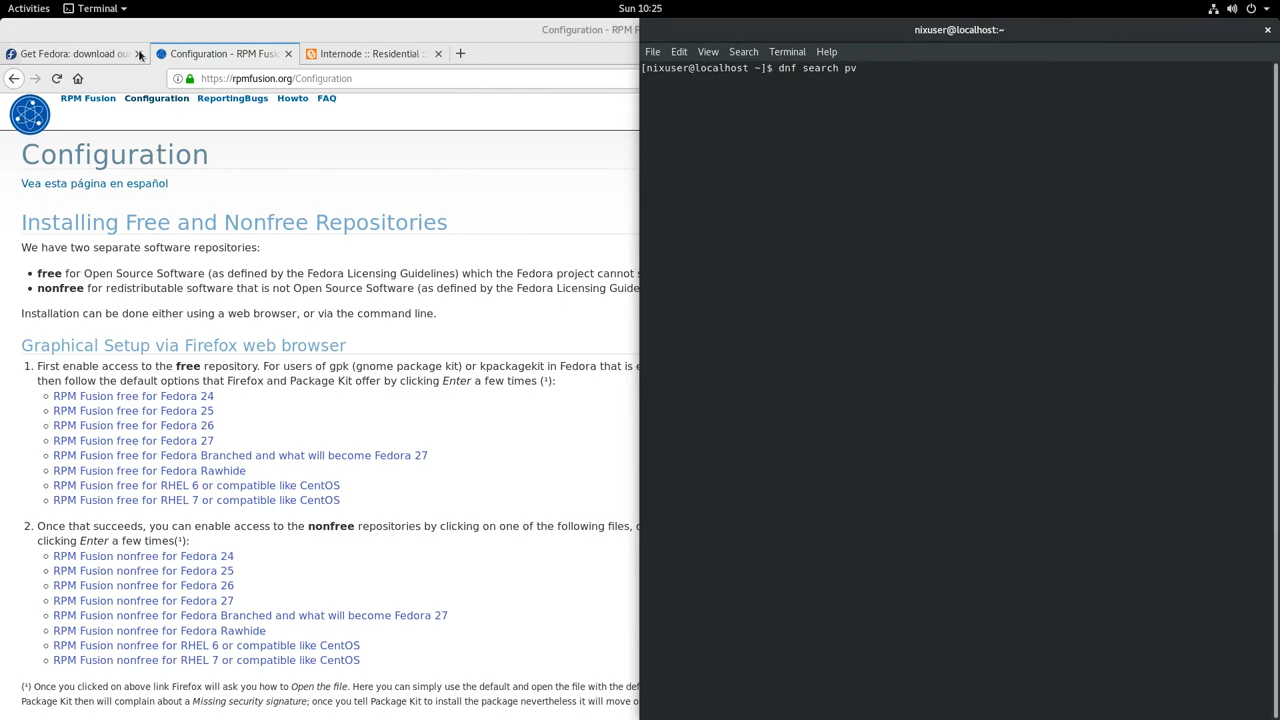 Activities
Terminal
Sun 10:25
Configuration - RPM F
nixuser@localhost:~
Get Fedora: download ou
Configuration - RPM Fusi
Internode :: Residential ::
https://rpmfusion.org/Configuration
File Edit View Search Terminal Help
[nixuser@localhost ~]$ dnf search pv
RPM Fusion Configuration ReportingBugs Howto FAQ
Configuration
Vea esta página en español
Installing Free and Nonfree Repositories
We have two separate software repositories:
• free for Open Source Software (as defined by the Fedora Licensing Guidelines) which the Fedora project cannot
• nonfree for redistributable software that is not Open Source Software (as defined by the Fedora Licensing Guide
Installation can be done either using a web browser, or via the command line.
Graphical Setup via Firefox web browser
1. First enable access to the free repository. For users of gpk (gnome package kit) or kpackagekit in Fedora that is
then follow the default options that Firefox and Package Kit offer by clicking Enter a few times (¹):
RPM Fusion free for Fedora 24
RPM Fusion free for Fedora 25
RPM Fusion free for Fedora 26
RPM Fusion free for Fedora 27
RPM Fusion free for Fedora Branched and what will become Fedora 27
RPM Fusion free for Fedora Rawhide
RPM Fusion free for RHEL 6 or compatible like CentOS
RPM Fusion free for RHEL 7 or compatible like CentOS
2. Once that succeeds, you can enable access to the nonfree repositories by clicking on one of the following files,
clicking Enter a few times(¹):
RPM Fusion nonfree for Fedora 24
RPM Fusion nonfree for Fedora 25
RPM Fusion nonfree for Fedora 26
RPM Fusion nonfree for Fedora 27
RPM Fusion nonfree for Fedora Branched and what will become Fedora 27
RPM Fusion nonfree for Fedora Rawhide
RPM Fusion nonfree for RHEL 6 or compatible like CentOS
RPM Fusion nonfree for RHEL 7 or compatible like CentOS
(¹) Once you clicked on above link Firefox will ask you how to Open the file. Here you can simply use the default and open the file with the def
Package Kit then will complain about a Missing security signature; once you tell Package Kit to install the package nevertheless it will move o